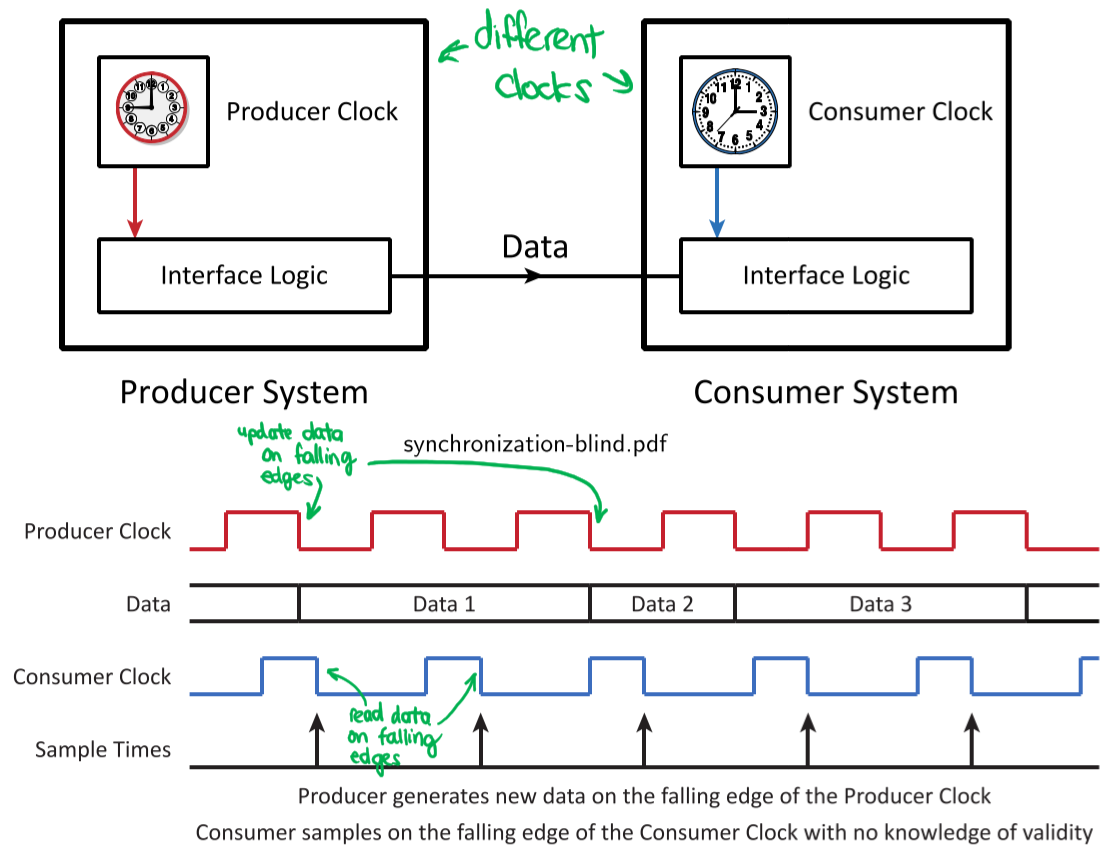 different
clocks
Producer Clock
Consumer Clock
Interface Logic
Data
Interface Logic
Producer System
Consumer System
update data
on falling
edges
synchronization-blind.pdf
Producer Clock
Data
Data 1
Data 2
Data 3
Consumer Clock
read data
on falling
edges
Sample Times
Producer generates new data on the falling edge of the Producer Clock
Consumer samples on the falling edge of the Consumer Clock with no knowledge of validity